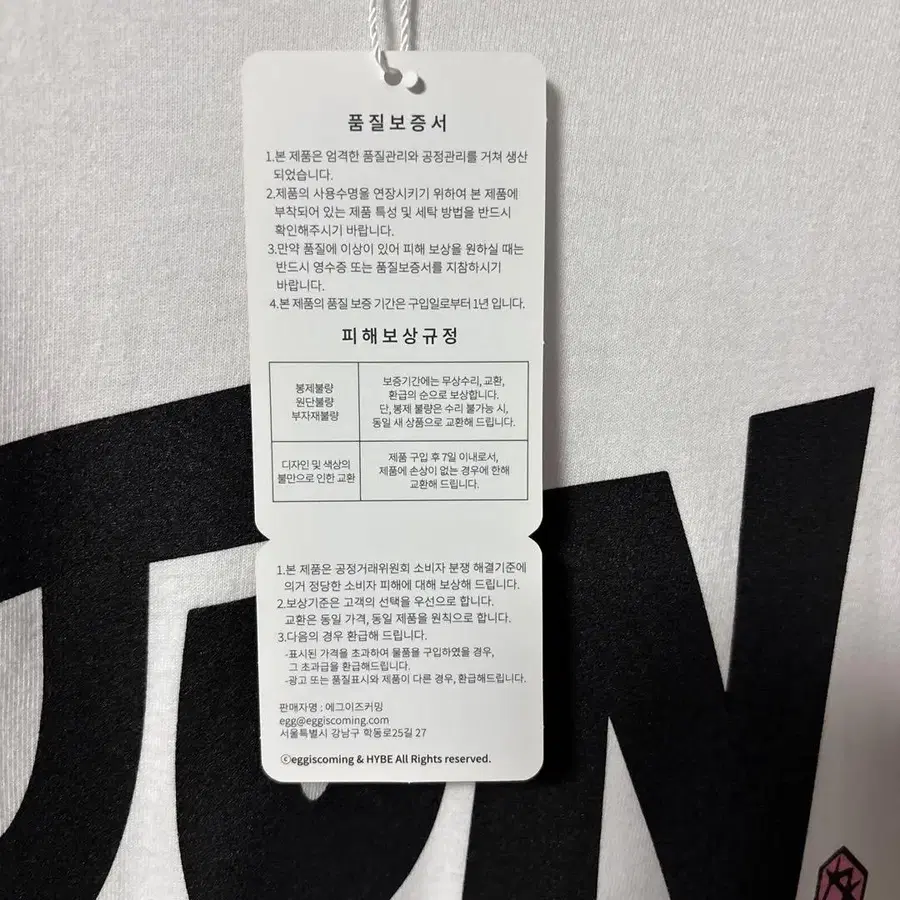 품질보증서
1.본 제품은 엄격한 품질관리와 공정관리를 거쳐 생산
되었습니다.
2.제품의 사용수명을 연장시키기 위하여 본 제품에
부착되어 있는 제품 특성 및 세탁 방법을 반드시
확인해주시기 바랍니다.
3.만약 품질에 이상이 있어 피해 보상을 원하실 때는
반드시 영수증 또는 품질보증서를 지참하시기
바랍니다.
4.본 제품의 품질 보증 기간은 구입일로부터 1년 입니다.
피해보상규정
봉제불량
원단불량
부자재불량
보증기간에는 무상수리, 교환,
환급의 순으로 보상합니다.
단, 봉제 불량은 수리 불가능 시,
동일 새 상품으로 교환해 드립니다.
디자인 및 색상의
불만으로 인한 교환
제품 구입 후 7일 이내로서,
제품에 손상이 없는 경우에 한해
교환해 드립니다.
1.본 제품은 공정거래위원회 소비자 분쟁 해결기준에
의거 정당한 소비자 피해에 대해 보상해 드립니다.
2.보상기준은 고객의 선택을 우선으로 합니다.
교환은 동일 가격, 동일 제품을 원칙으로 합니다.
3.다음의 경우 환급해 드립니다.
-표시된 가격을 초과하여 물품을 구입하였을 경우,
그 초과금을 환급해드립니다.
-광고 또는 품질표시와 제품이 다른 경우, 환급해드립니다.
판매자명 : 에그이즈커밍
egg@eggiscoming.com
서울특별시 강남구 학동로25길 27
ⓒeggiscoming & HYBE All Rights reserved.